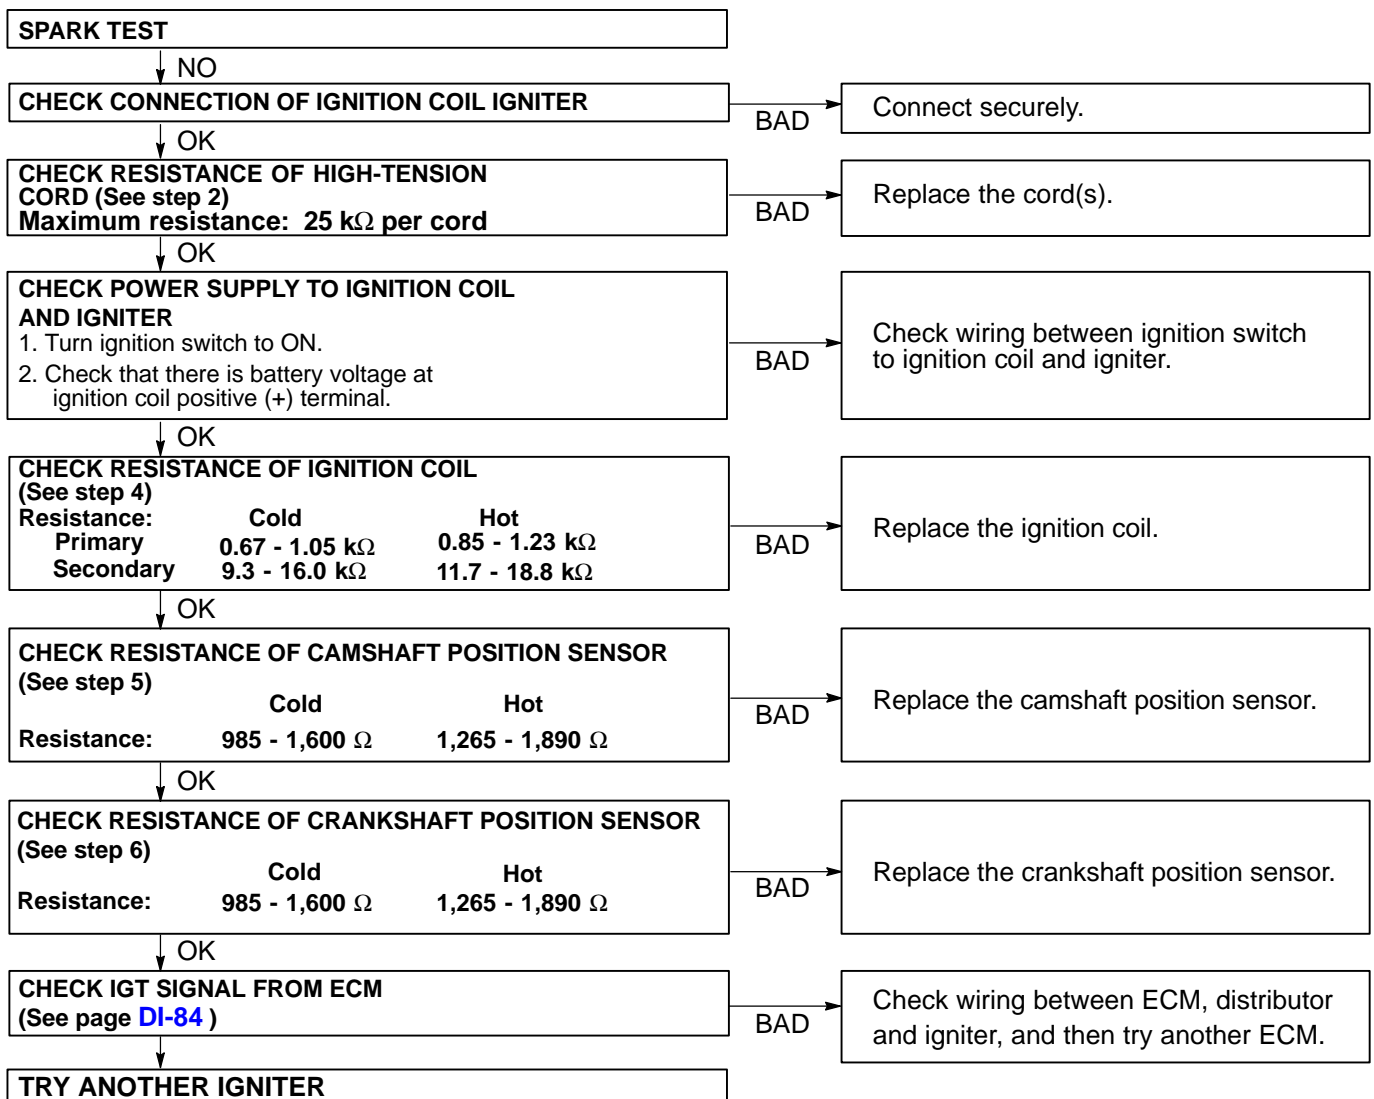 SPARK TEST
NO
CHECK CONNECTION OF IGNITION COIL IGNITER
BAD
Connect securely.
OK
CHECK RESISTANCE OF HIGH-TENSION
CORD (See step 2)
Maximum resistance: 25 kΩ per cord
BAD
Replace the cord(s).
OK
CHECK POWER SUPPLY TO IGNITION COIL
AND IGNITER
1. Turn ignition switch to ON.
2. Check that there is battery voltage at
ignition coil positive (+) terminal.
BAD
Check wiring between ignition switch
to ignition coil and igniter.
OK
CHECK RESISTANCE OF IGNITION COIL
(See step 4)
Resistance: Cold Hot
Primary 0.67 - 1.05 kΩ 0.85 - 1.23 kΩ
Secondary 9.3 - 16.0 kΩ 11.7 - 18.8 kΩ
BAD
Replace the ignition coil.
OK
CHECK RESISTANCE OF CAMSHAFT POSITION SENSOR
(See step 5)
Cold Hot
Resistance: 985 - 1,600 Ω 1,265 - 1,890 Ω
BAD
Replace the camshaft position sensor.
OK
CHECK RESISTANCE OF CRANKSHAFT POSITION SENSOR
(See step 6)
Cold Hot
Resistance: 985 - 1,600 Ω 1,265 - 1,890 Ω
BAD
Replace the crankshaft position sensor.
OK
CHECK IGT SIGNAL FROM ECM
(See page DI-84 )
BAD
Check wiring between ECM, distributor
and igniter, and then try another ECM.
TRY ANOTHER IGNITER